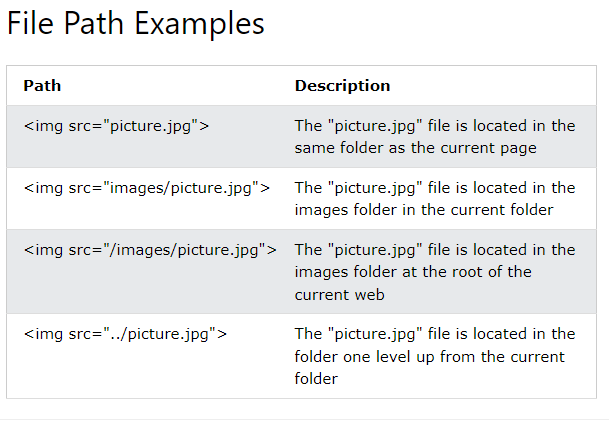 File Path Examples
Path Description
<img src="picture.jpg"> The "picture.jpg" file is located in the
same folder as the current page
<img src="images/picture.jpg"> The "picture.jpg" file is located in the
images folder in the current folder
<img src="/images/picture.jpg"> The "picture.jpg" file is located in the
images folder at the root of the
current web
<img src="../picture.jpg"> The "picture.jpg" file is located in the
folder one level up from the current
folder